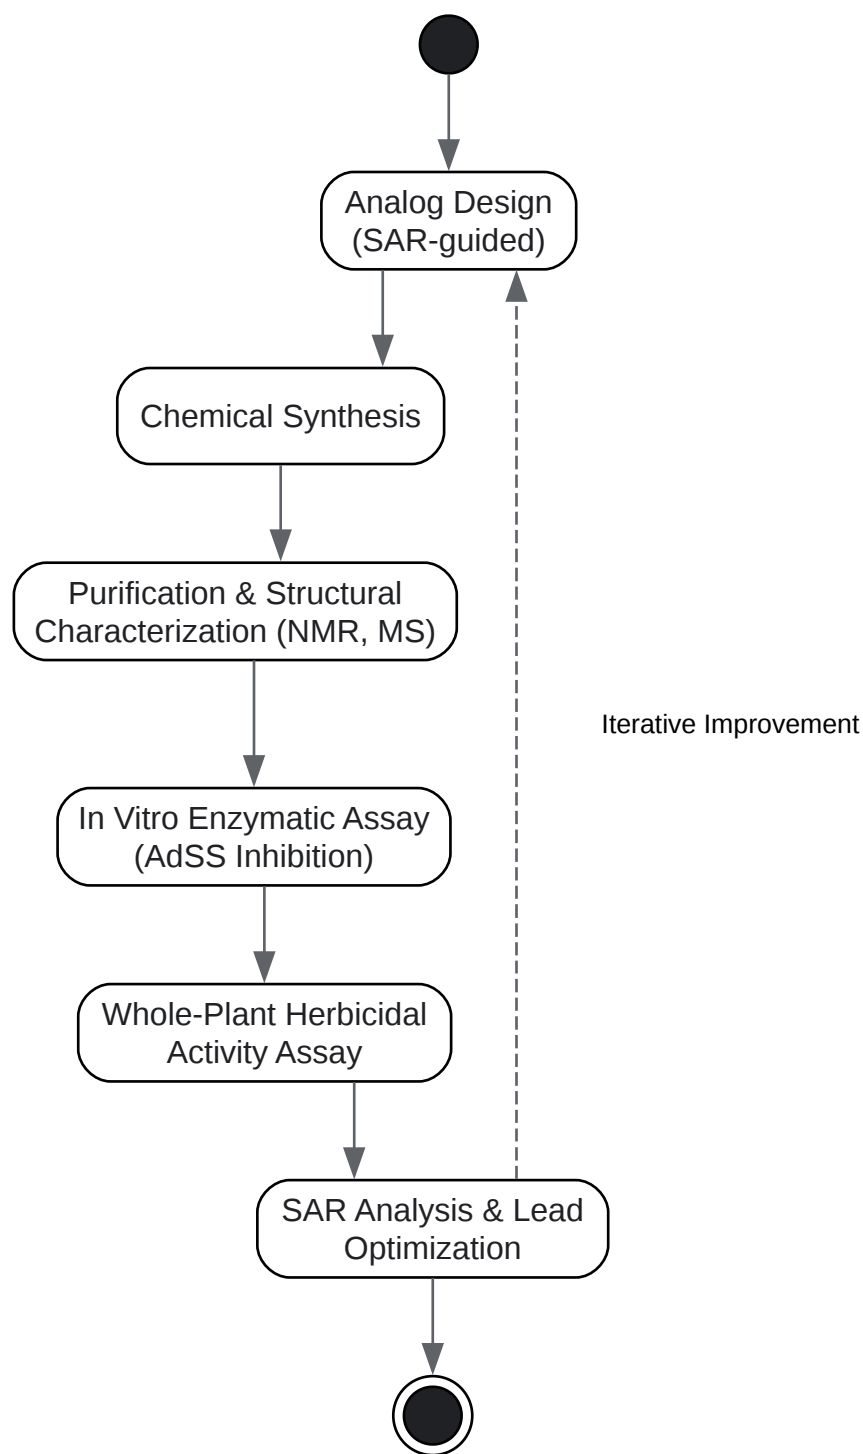 Analog Design
(SAR-guided)
Chemical Synthesis
Purification & Structural
Characterization (NMR, MS)
Iterative Improvement
In Vitro Enzymatic Assay
(AdSS Inhibition)
Whole-Plant Herbicidal
Activity Assay
SAR Analysis & Lead
Optimization